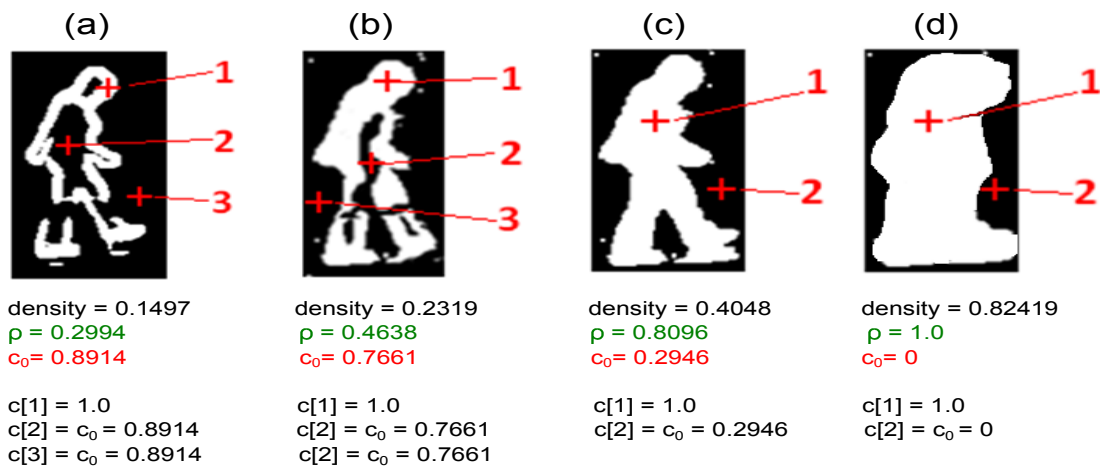 (a)
(b)
(c)
(d)
1
2
3
1
2
3
1
2
1
2
density = 0.1497
ρ = 0.2994
c₀= 0.8914
c[1] = 1.0
c[2] = c₀ = 0.8914
c[3] = c₀ = 0.8914
density = 0.2319
ρ = 0.4638
c₀= 0.7661
c[1] = 1.0
c[2] = c₀ = 0.7661
c[2] = c₀ = 0.7661
density = 0.4048
ρ = 0.8096
c₀= 0.2946
c[1] = 1.0
c[2] = c₀ = 0.2946
density = 0.82419
ρ = 1.0
c₀= 0
c[1] = 1.0
c[2] = c₀ = 0